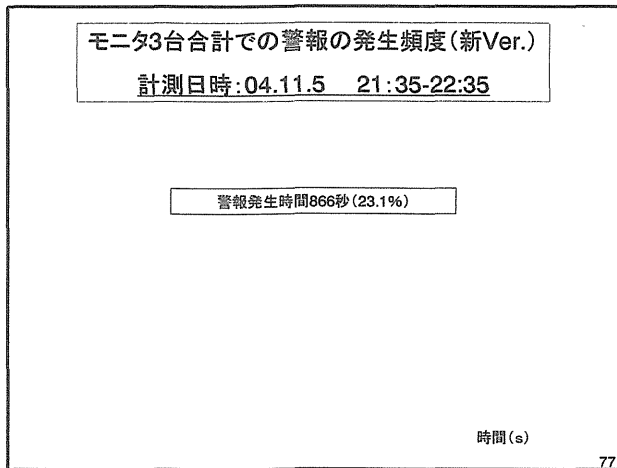 モニタ3台合計での警報の発生頻度(新Ver.)
計測日時:04.11.5 21:35-22:35
警報発生時間866秒(23.1%)
時間(s)
77